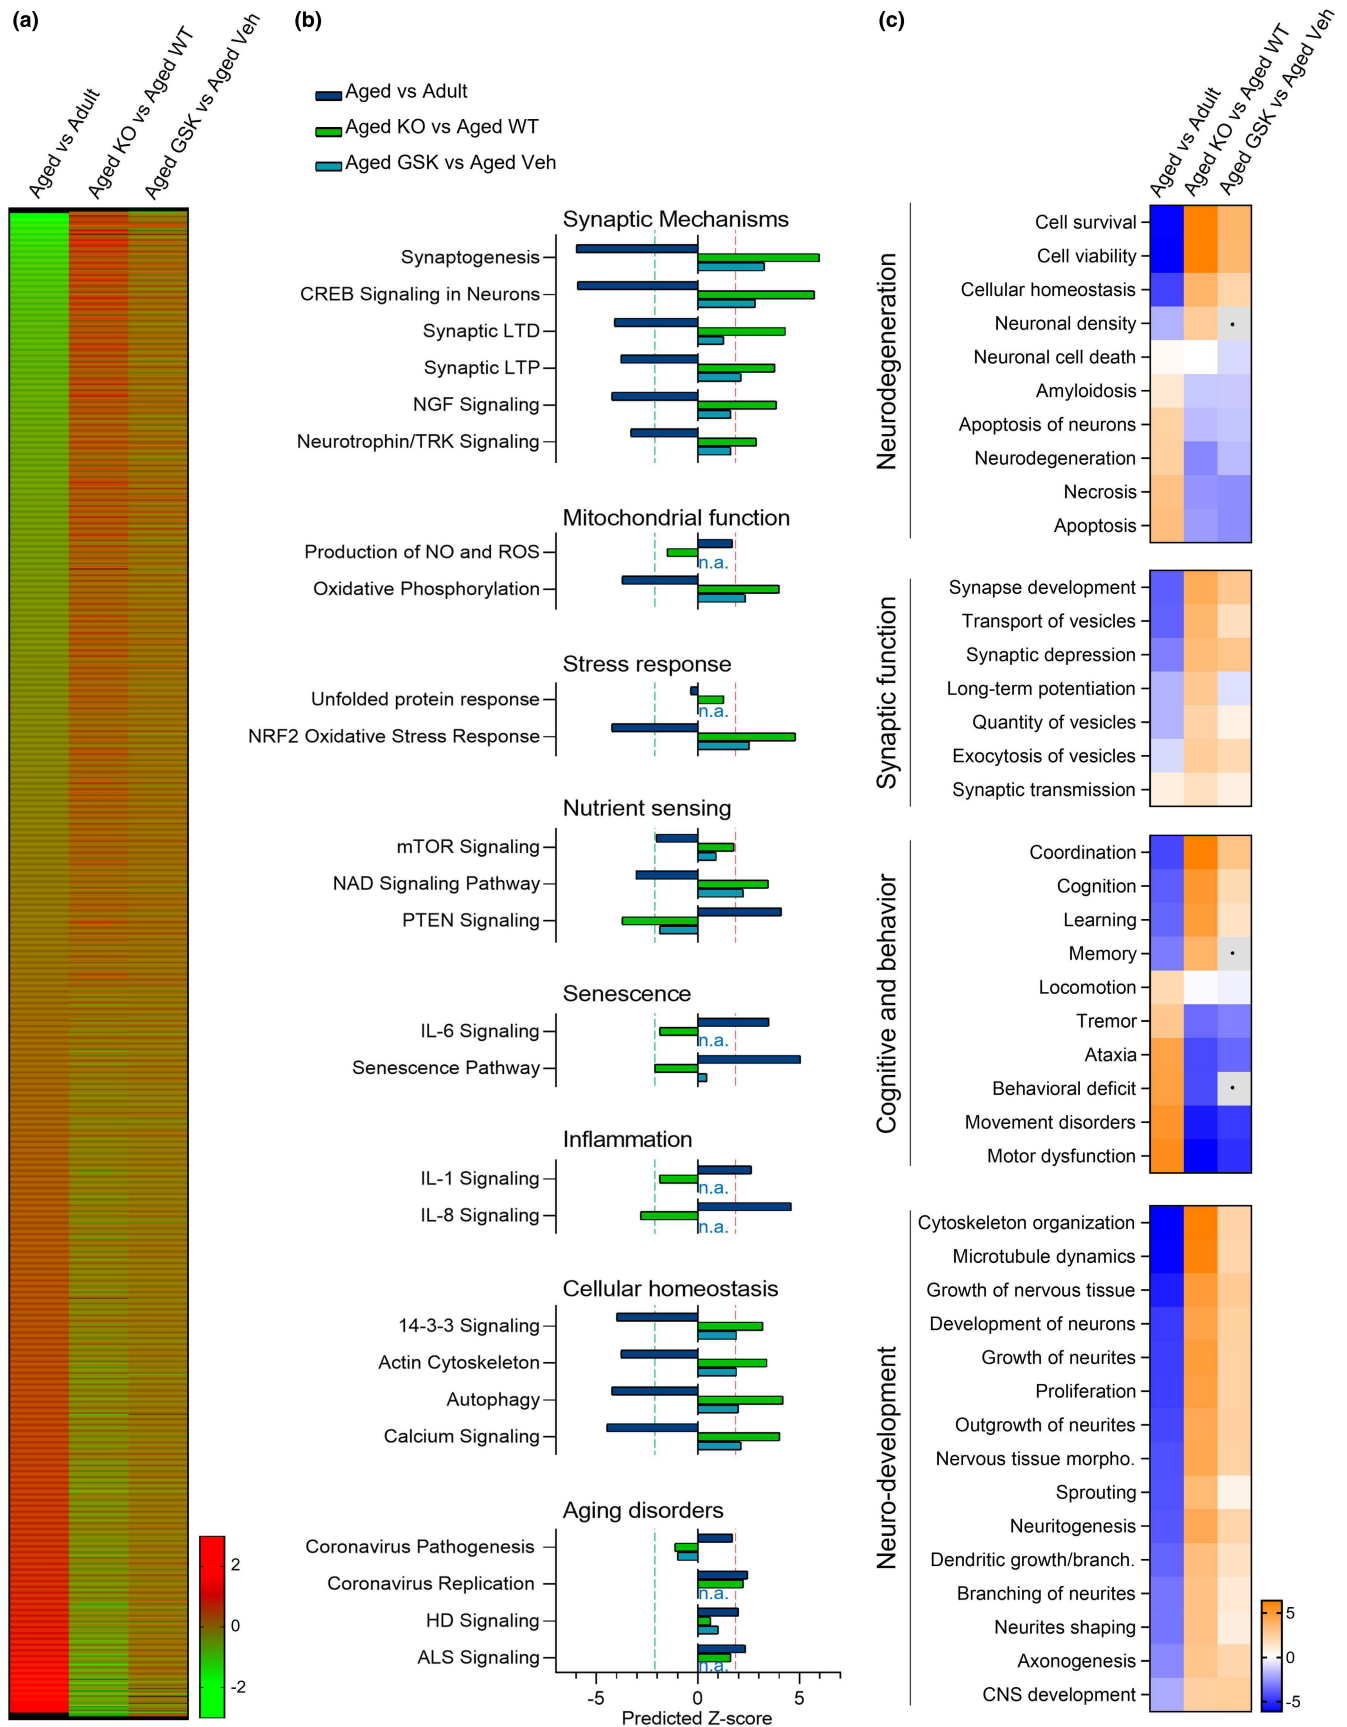 (a)
Aged vs Adult
Aged KO vs Aged WT
Aged GSK vs Aged Veh
2
0
-2
(b)
Aged vs Adult
Aged KO vs Aged WT
Aged GSK vs Aged Veh
Synaptic Mechanisms
Synaptogenesis
CREB Signaling in Neurons
Synaptic LTD
Synaptic LTP
NGF Signaling
Neurotrophin/TRK Signaling
Mitochondrial function
Production of NO and ROS
n.a.
Oxidative Phosphorylation
Stress response
Unfolded protein response
n.a.
NRF2 Oxidative Stress Response
Nutrient sensing
mTOR Signaling
NAD Signaling Pathway
PTEN Signaling
Senescence
IL-6 Signaling
n.a.
Senescence Pathway
Inflammation
IL-1 Signaling
n.a.
IL-8 Signaling
n.a.
Cellular homeostasis
14-3-3 Signaling
Actin Cytoskeleton
Autophagy
Calcium Signaling
Aging disorders
Coronavirus Pathogenesis
Coronavirus Replication
n.a.
HD Signaling
ALS Signaling
n.a.
-5 0 5
Predicted Z-score
(c)
Aged vs Adult
Aged KO vs Aged WT
Aged GSK vs Aged Veh
Neurodegeneration
Cell survival
Cell viability
Cellular homeostasis
Neuronal density
Neuronal cell death
Amyloidosis
Apoptosis of neurons
Neurodegeneration
Necrosis
Apoptosis
Synaptic function
Synapse development
Transport of vesicles
Synaptic depression
Long-term potentiation
Quantity of vesicles
Exocytosis of vesicles
Synaptic transmission
Cognitive and behavior
Coordination
Cognition
Learning
Memory
Locomotion
Tremor
Ataxia
Behavioral deficit
Movement disorders
Motor dysfunction
Neuro-development
Cytoskeleton organization
Microtubule dynamics
Growth of nervous tissue
Development of neurons
Growth of neurites
Proliferation
Outgrowth of neurites
Nervous tissue morpho.
Sprouting
Neuritogenesis
Dendritic growth/branch.
Branching of neurites
Neurites shaping
Axonogenesis
CNS development
5
0
-5